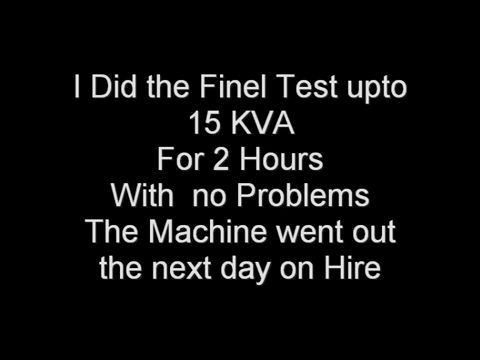 I Did the Finel Test upto
15 KVA
For 2 Hours
With  no Problems
The Machine went out
the next day on Hire